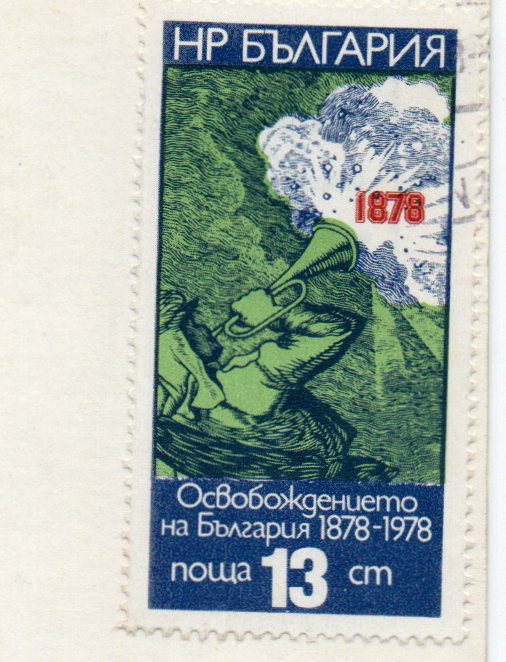 НР БЪЛГАРИЯ
1878
Освобождението
на България 1878-1978
поща 13 ст